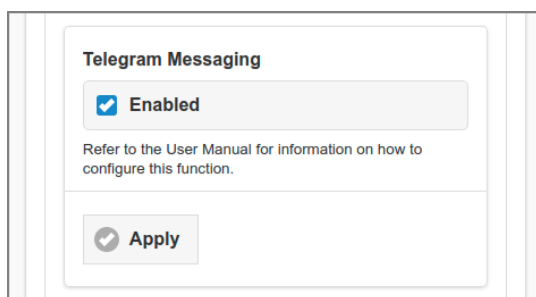 Telegram Messaging
Enabled
Refer to the User Manual for information on how to
configure this function.
Apply